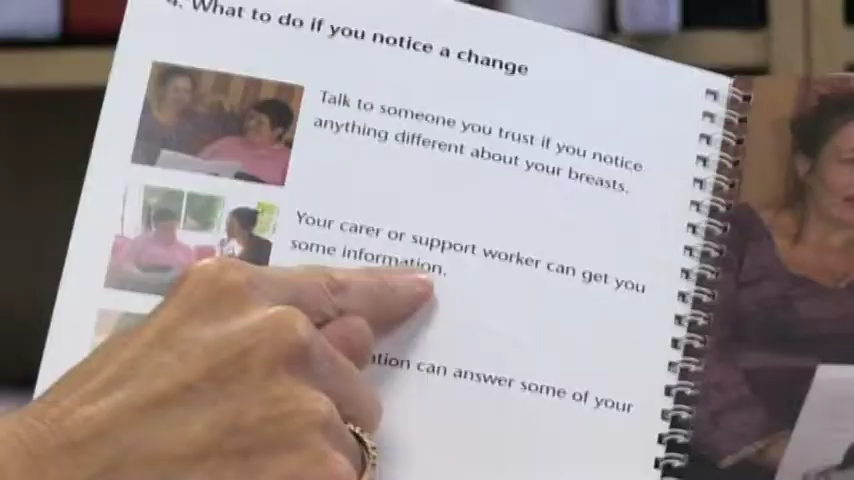 4. What to do if you notice a change
Talk to someone you trust if you notice
anything different about your breasts.
Your carer or support worker can get you
some information.
can answer some of your